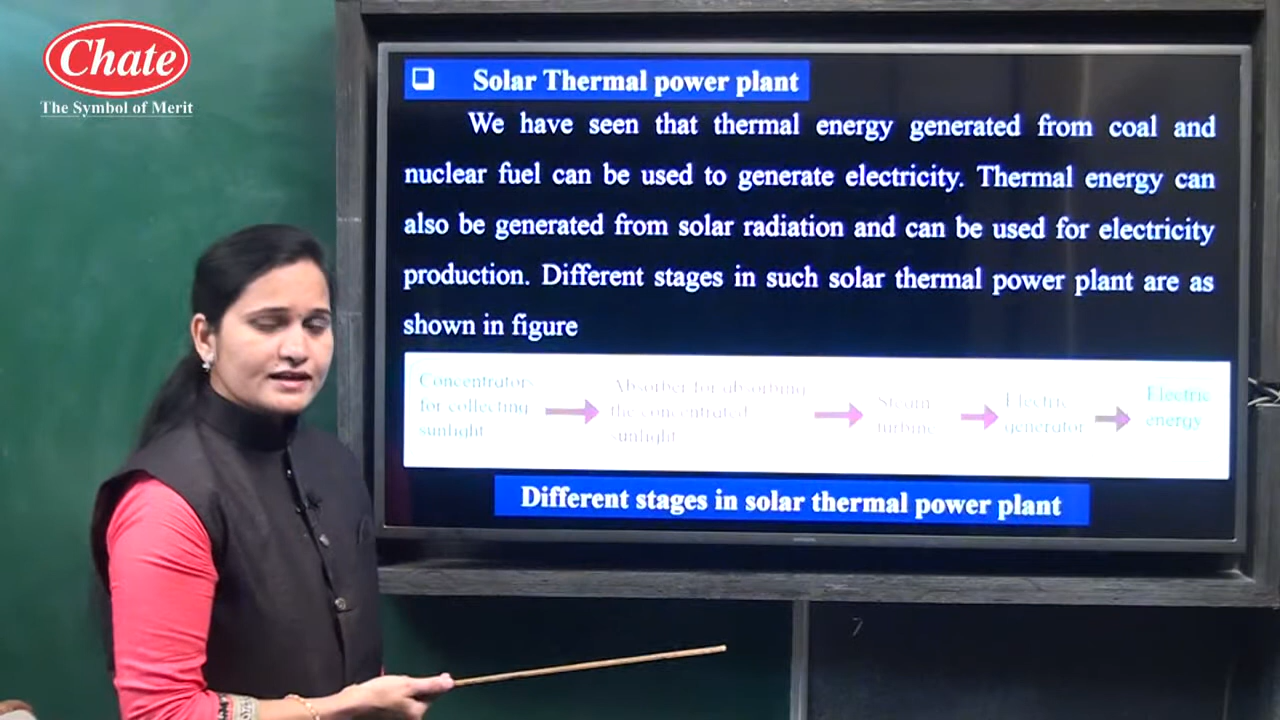 Chate
The Symbol of Merit
❑ Solar Thermal power plant
We have seen that thermal energy generated from coal and
nuclear fuel can be used to generate electricity. Thermal energy can
also be generated from solar radiation and can be used for electricity
production. Different stages in such solar thermal power plant are as
shown in figure
Concentrators
for collecting
sunlight
Absorber for absorbing
the concentrated
sunlight
Steam
turbine
Electric
generator
Electric
energy
Different stages in solar thermal power plant